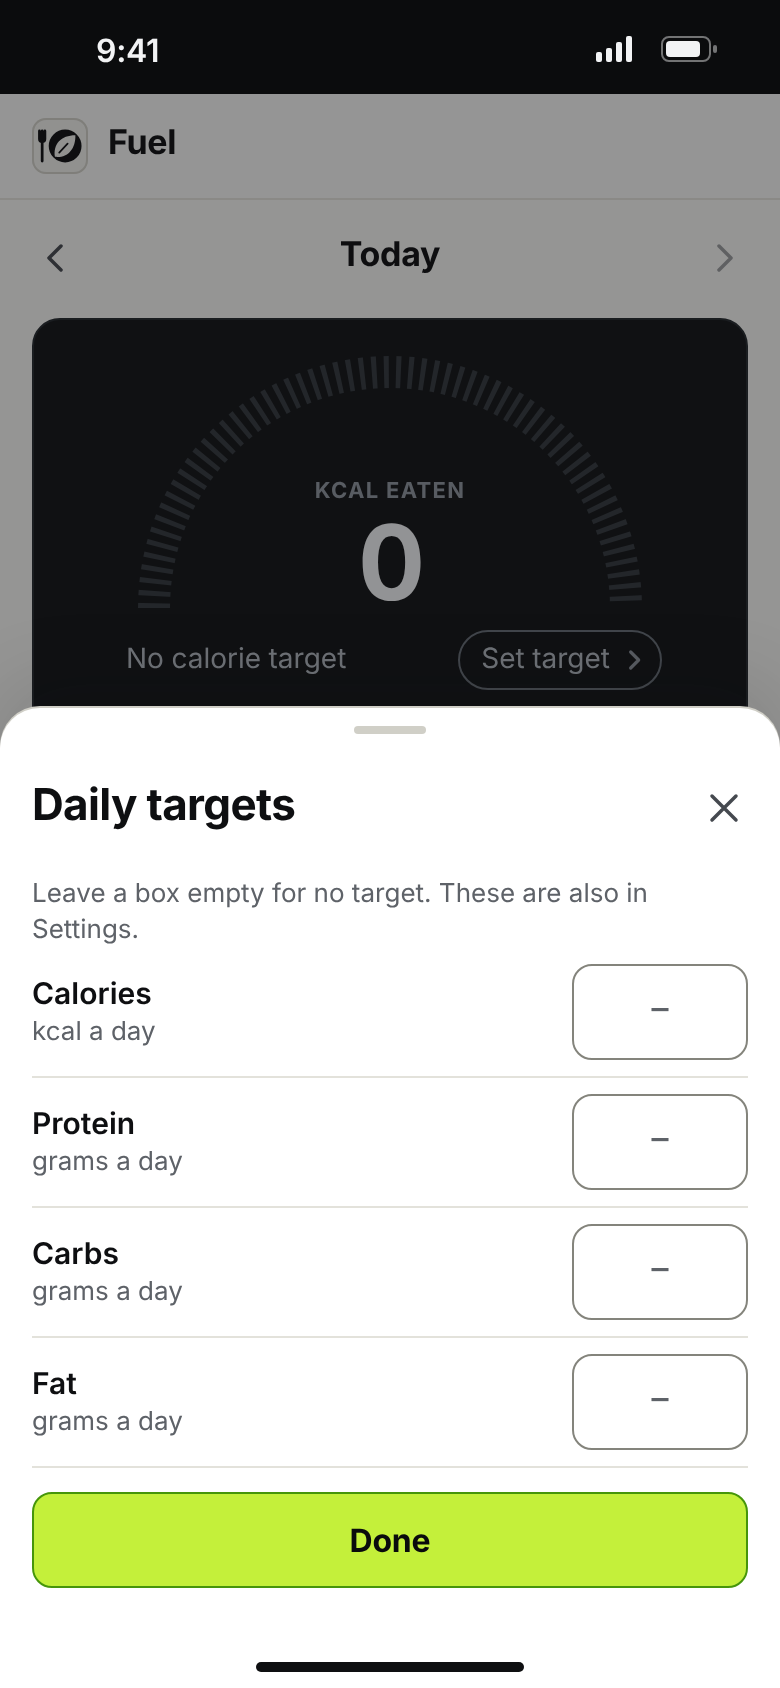 9:41
Fuel
Today
KCAL EATEN
0
No calorie target
Set target
Daily targets
Leave a box empty for no target. These are also in
Settings.
Calories
kcal a day
–
Protein
grams a day
–
Carbs
grams a day
–
Fat
grams a day
–
Done